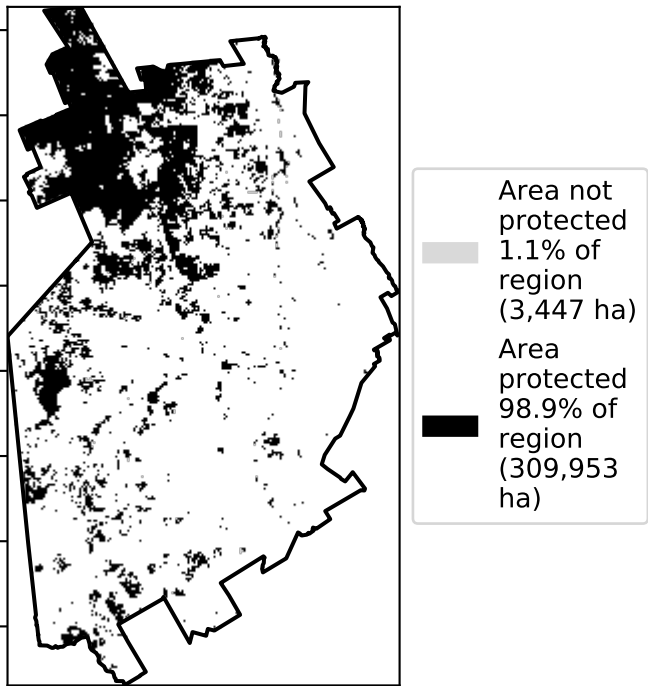 Area not
protected
1.1% of
region
(3,447 ha)
Area
protected
98.9% of
region
(309,953
ha)